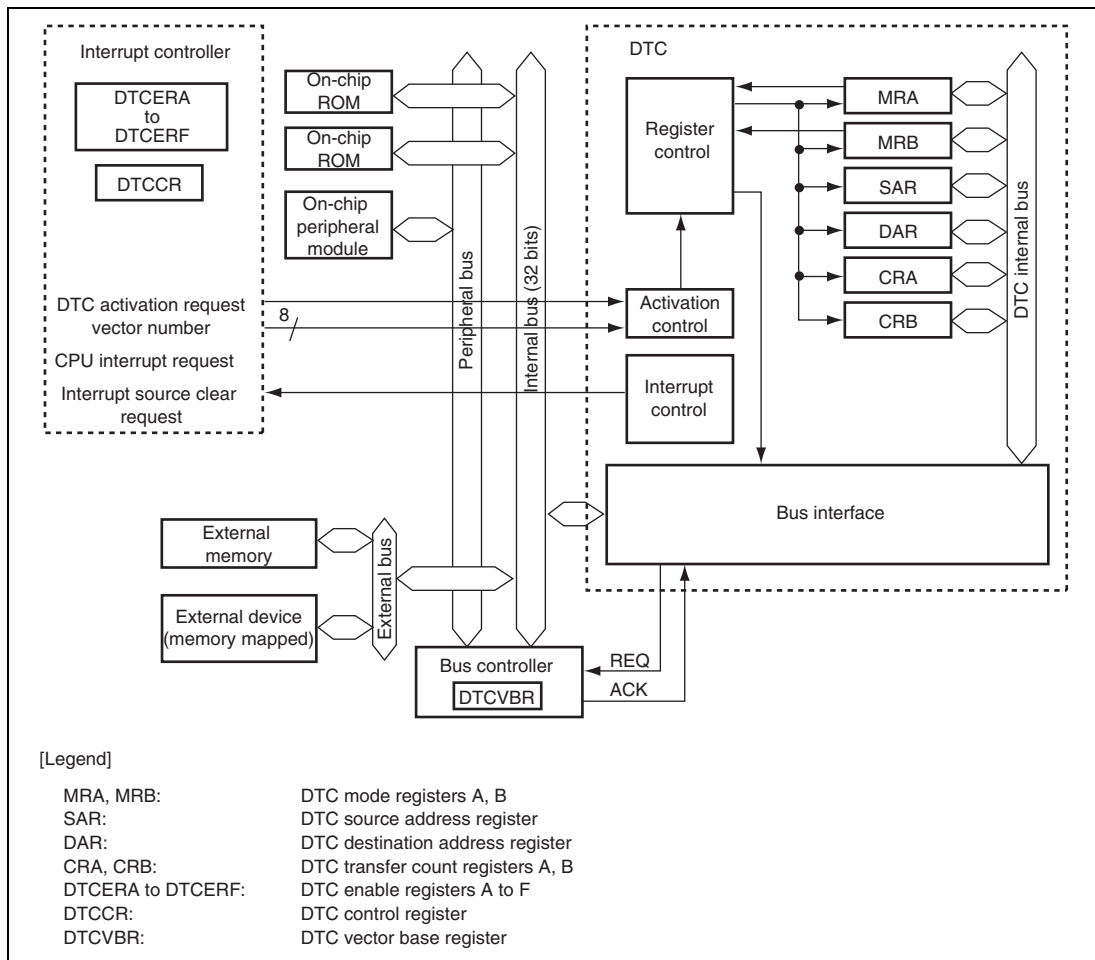 Interrupt controller
DTCERA
to
DTCERF
DTCCR
DTC activation request
vector number
8
CPU interrupt request
Interrupt source clear
request
On-chip
ROM
On-chip
ROM
On-chip
peripheral
module
Peripheral bus
Internal bus (32 bits)
External
memory
External device
(memory mapped)
External bus
Bus controller
DTCVBR
REQ
ACK
DTC
Register
control
Activation
control
Interrupt
control
MRA
MRB
SAR
DAR
CRA
CRB
DTC internal bus
Bus interface
[Legend]
MRA, MRB: DTC mode registers A, B
SAR: DTC source address register
DAR: DTC destination address register
CRA, CRB: DTC transfer count registers A, B
DTCERA to DTCERF: DTC enable registers A to F
DTCCR: DTC control register
DTCVBR: DTC vector base register